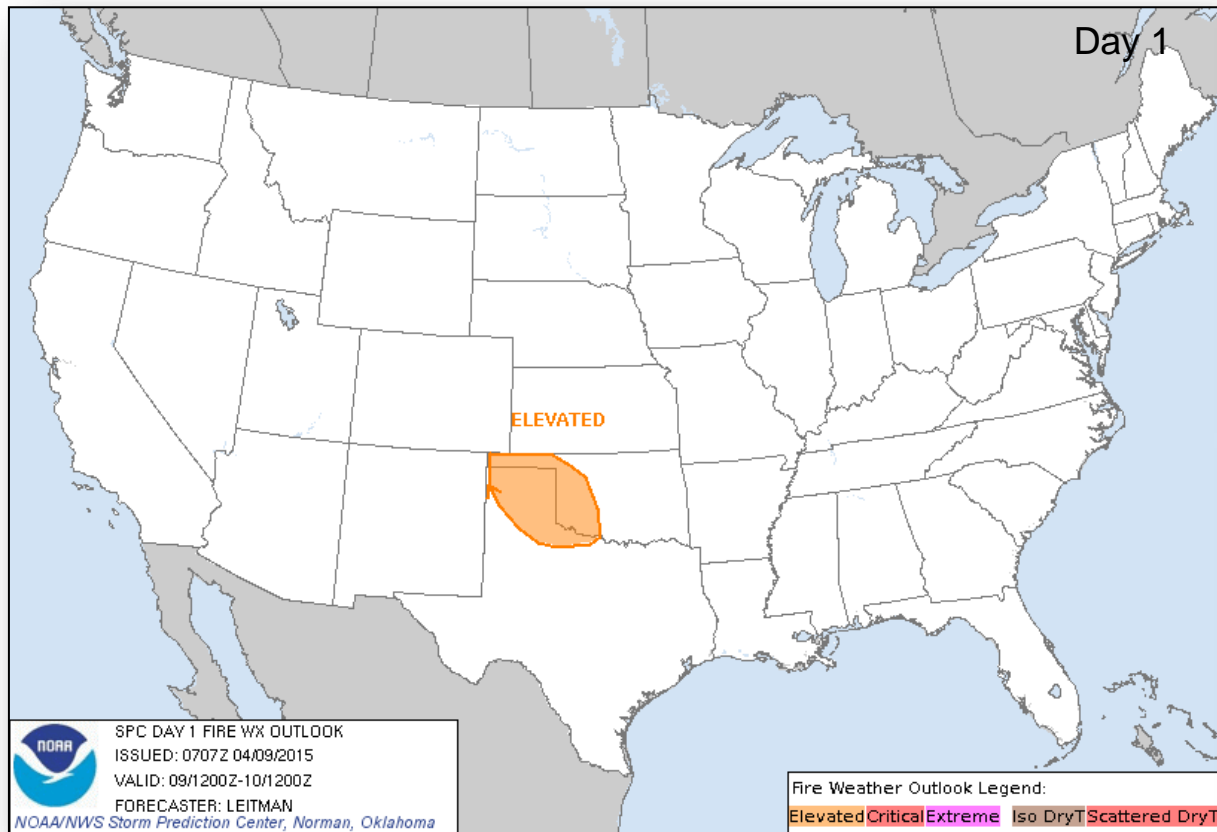 Day 1
ELEVATED
NOAA
SPC DAY 1 FIRE WX OUTLOOK
ISSUED: 0707Z 04/09/2015
VALID: 09/1200Z-10/1200Z
FORECASTER: LEITMAN
NOAA/NWS Storm Prediction Center, Norman, Oklahoma
Fire Weather Outlook Legend:
Elevated Critical Extreme Iso DryT Scattered DryT